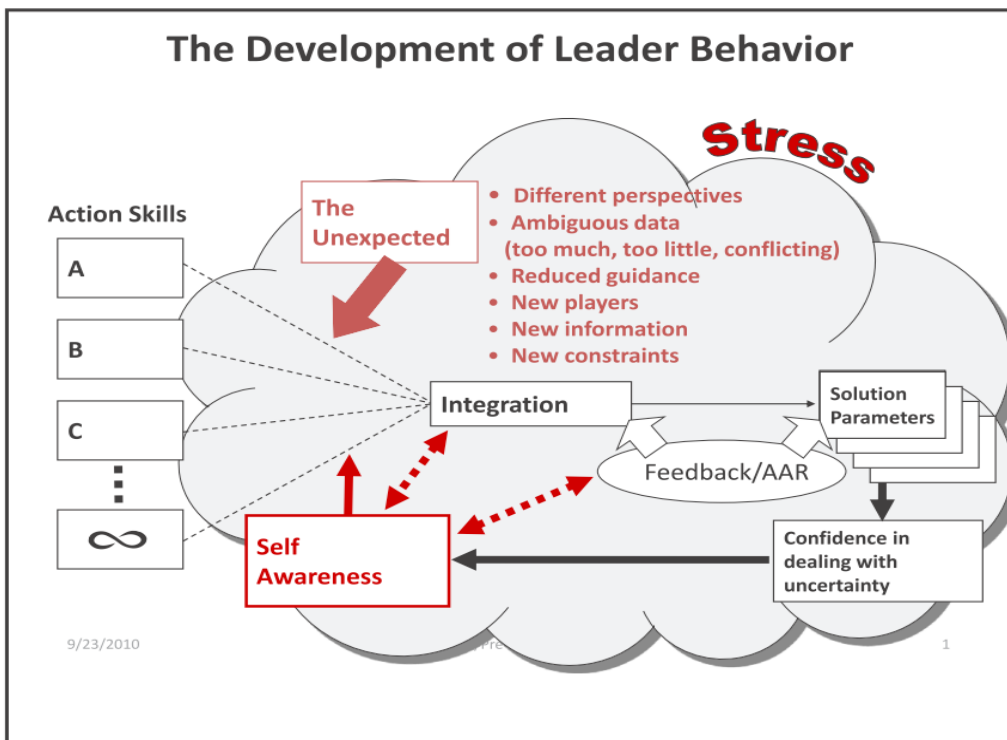 The Development of Leader Behavior
Stress
Action Skills
A
B
C
∞
The
Unexpected
• Different perspectives
• Ambiguous data
(too much, too little, conflicting)
• Reduced guidance
• New players
• New information
• New constraints
Integration
Solution
Parameters
Feedback/AAR
Self
Awareness
Confidence in
dealing with
uncertainty
9/23/2010
1